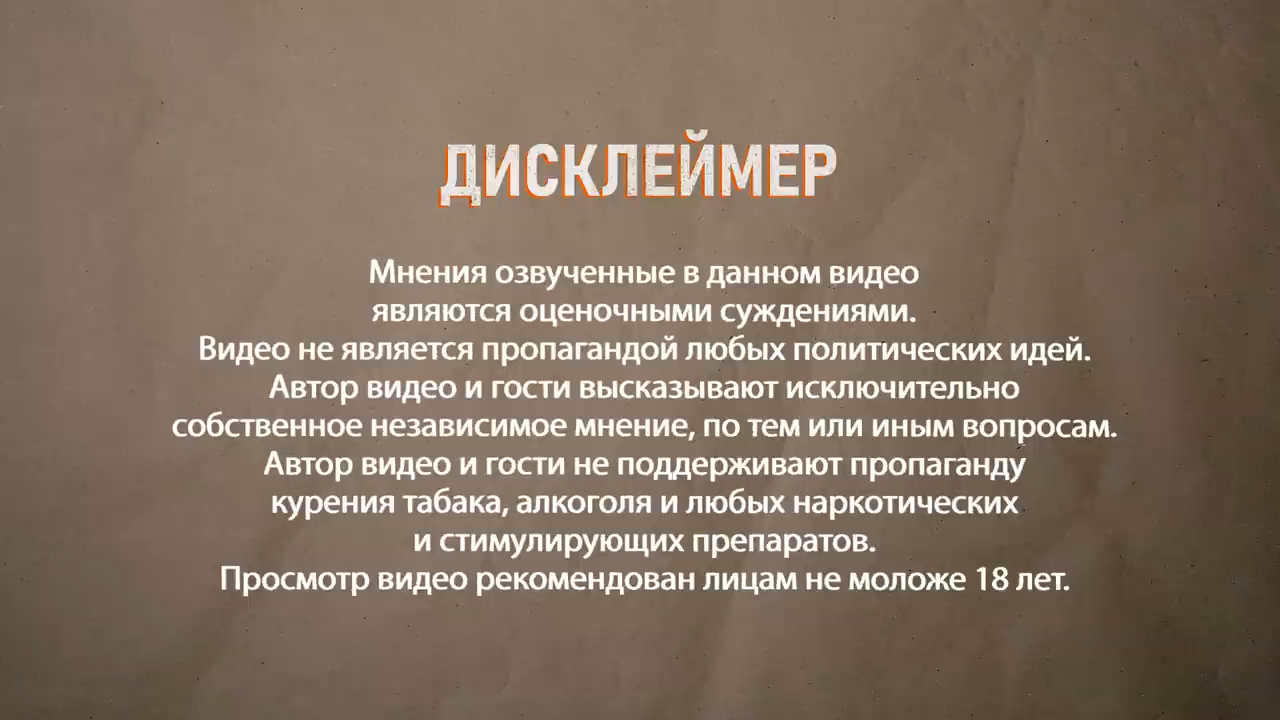 ДИСКЛЕЙМЕР
Мнения озвученные в данном видео
являются оценочными суждениями.
Видео не является пропагандой любых политических идей.
Автор видео и гости высказывают исключительно
собственное независимое мнение, по тем или иным вопросам.
Автор видео и гости не поддерживают пропаганду
курения табака, алкоголя и любых наркотических
и стимулирующих препаратов.
Просмотр видео рекомендован лицам не моложе 18 лет.